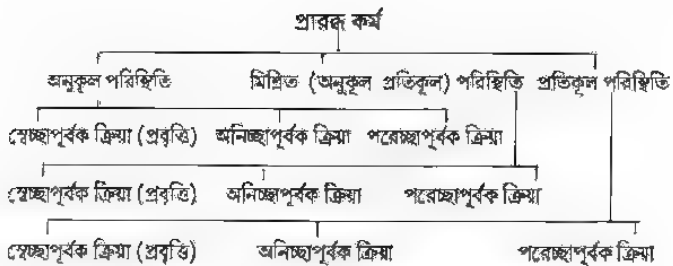 প্রারব্ধ কর্ম
অনুকূল পরিস্থিতি মিশ্রিত (অনুকূল প্রতিকূল) পরিস্থিতি প্রতিকূল পরিস্থিতি
স্বেচ্ছাপূর্বক ক্রিয়া (প্রবৃত্তি) অনিচ্ছাপূর্বক ক্রিয়া পরেচ্ছাপূর্বক ক্রিয়া
স্বেচ্ছাপূর্বক ক্রিয়া (প্রবৃত্তি) অনিচ্ছাপূর্বক ক্রিয়া পরেচ্ছাপূর্বক ক্রিয়া
স্বেচ্ছাপূর্বক ক্রিয়া (প্রবৃত্তি) অনিচ্ছাপূর্বক ক্রিয়া পরেচ্ছাপূর্বক ক্রিয়া